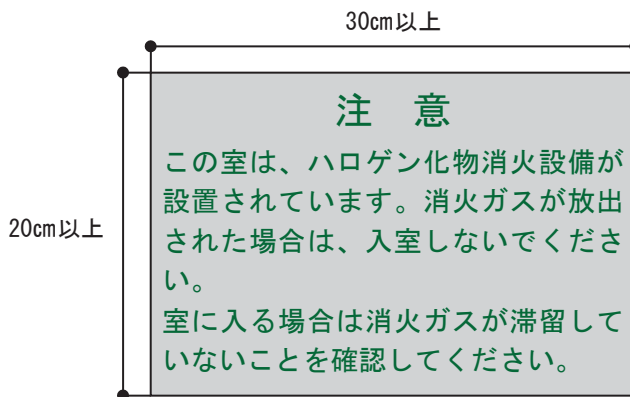 30cm以上
20cm以上
注　意
この室は、ハロゲン化物消火設備が
設置されています。消火ガスが放出
された場合は、入室しないでくださ
い。
室に入る場合は消火ガスが滞留して
いないことを確認してください。